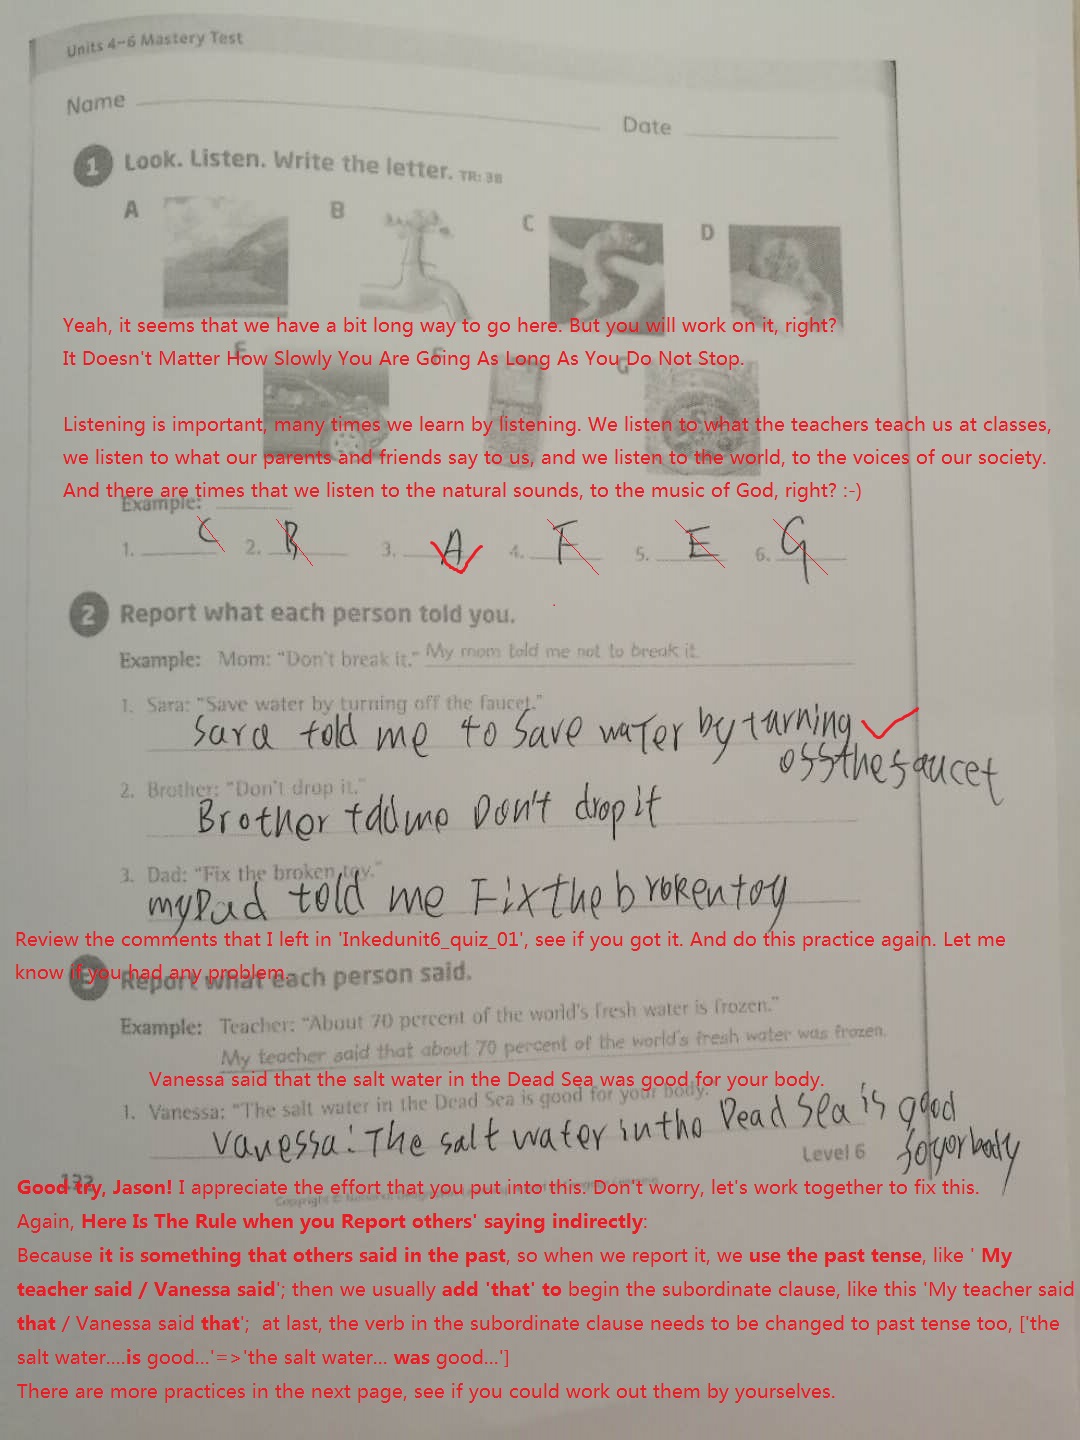 Units 4–6 Mastery Test
Name
Date
1 Look. Listen. Write the letter. TR: 38
A B C D
Yeah, it seems that we have a bit long way to go here. But you will work on it, right?
It Doesn't Matter How Slowly You Are Going As Long As You Do Not Stop.
E F G
Listening is important, many times we learn by listening. We listen to what the teachers teach us at classes,
we listen to what our parents and friends say to us, and we listen to the world, to the voices of our society.
And there are times that we listen to the natural sounds, to the music of God, right? :-)
Example:
1. C 2. B 3. A 4. F 5. E 6. G
2 Report what each person told you.
Example: Mom: "Don't break it." My mom told me not to break it.
1. Sara: "Save water by turning off the faucet."
Sara told me to Save water by turning
off the faucet
2. Brother: "Don't drop it."
Brother told me Don't drop it
3. Dad: "Fix the broken toy."
my Dad told me Fix the broken toy
Review the comments that I left in 'Inkedunit6_quiz_01', see if you got it. And do this practice again. Let me
know if you had any problem.
3 Report what each person said.
Example: Teacher: "About 70 percent of the world's fresh water is frozen."
My teacher said that about 70 percent of the world's fresh water was frozen.
Vanessa said that the salt water in the Dead Sea was good for your body.
1. Vanessa: "The salt water in the Dead Sea is good for your body."
Vanessa: The salt water in tho Dead Sea is good
fo yor body
Level 6
132
Good try, Jason! I appreciate the effort that you put into this. Don't worry, let's work together to fix this.
Again, Here Is The Rule when you Report others' saying indirectly:
Because it is something that others said in the past, so when we report it, we use the past tense, like ' My
teacher said / Vanessa said'; then we usually add 'that' to begin the subordinate clause, like this 'My teacher said
that / Vanessa said that'; at last, the verb in the subordinate clause needs to be changed to past tense too, ['the
salt water....is good...'=>'the salt water... was good...']
There are more practices in the next page, see if you could work out them by yourselves.